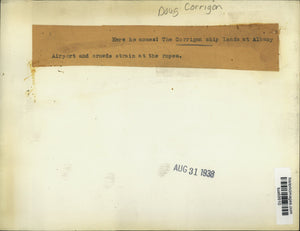 Doug Corrigan
Here he comes! The Corrigan ship lands at Albany
Airport and crowds strain at the ropes.
AUG 31 1938